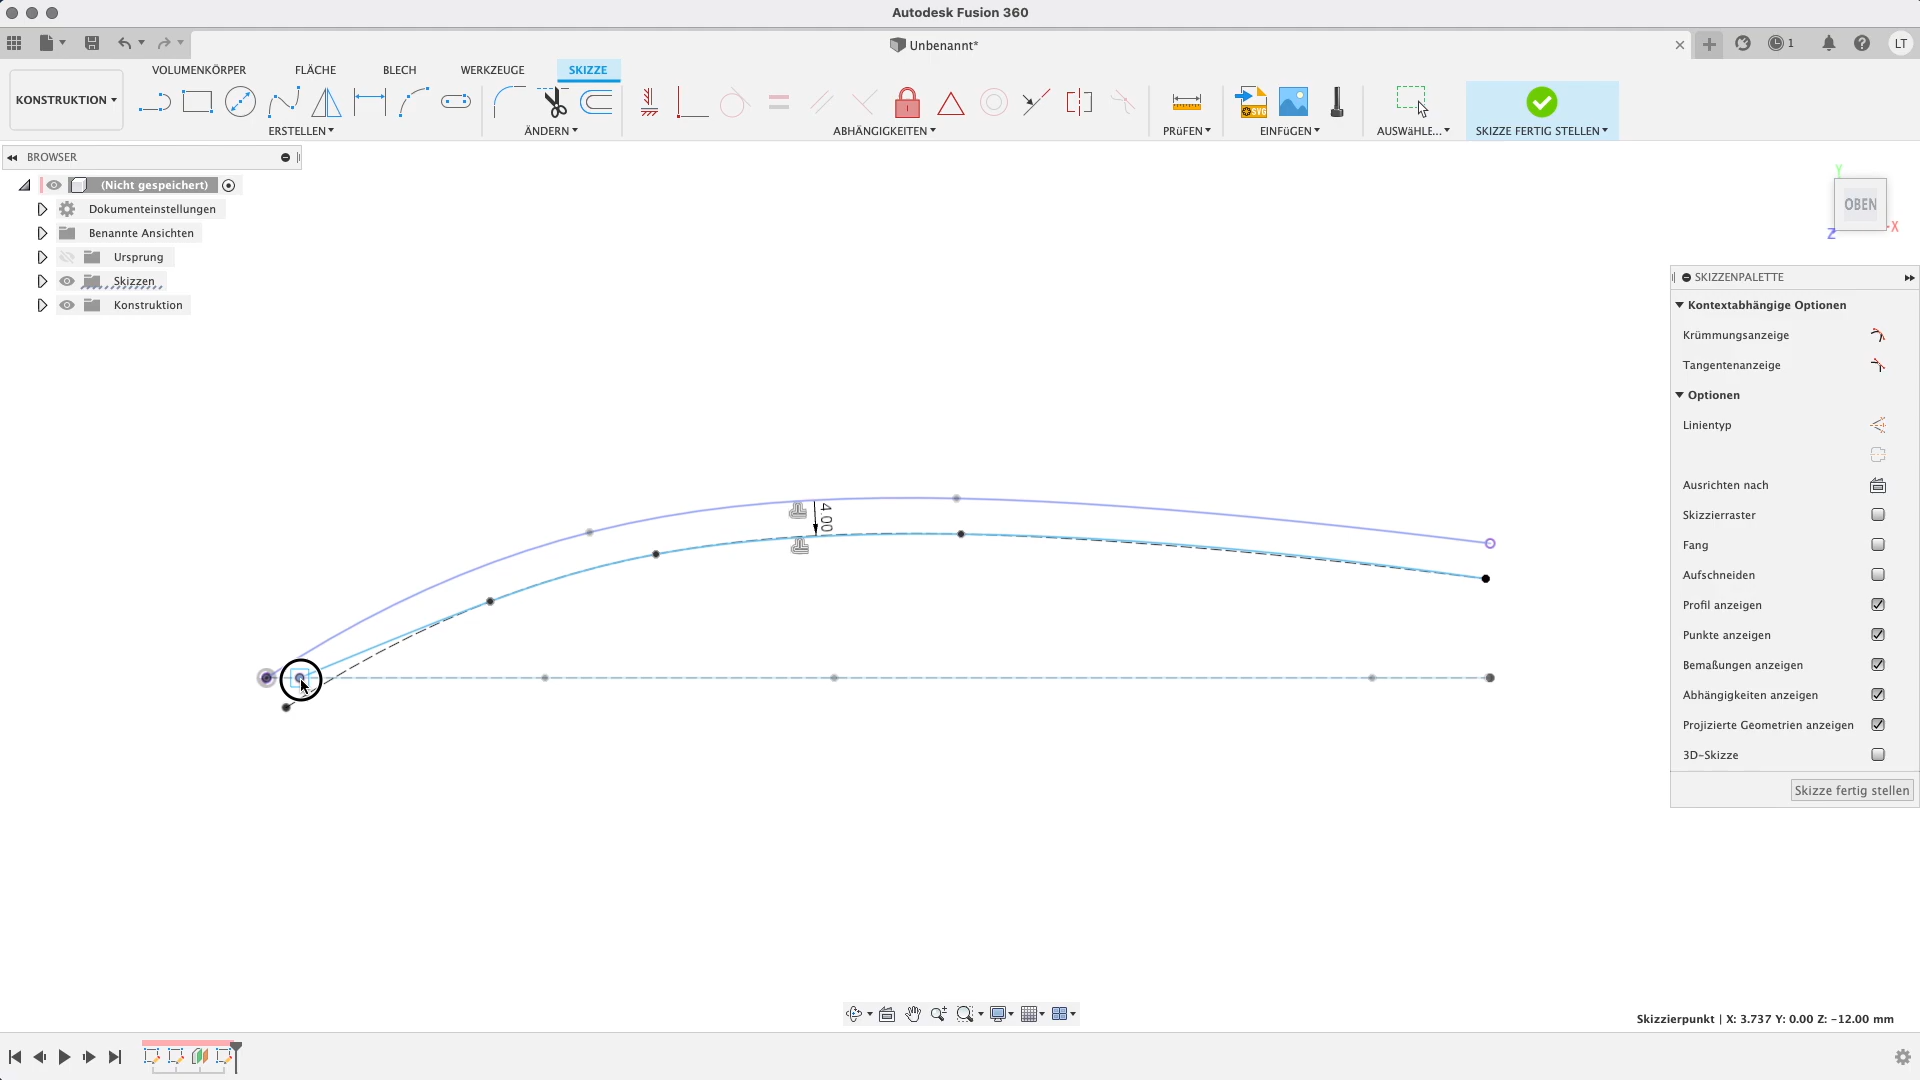 Autodesk Fusion 360
Unbenannt*
1
LT
VOLUMENKÖRPER
FLÄCHE
BLECH
WERKZEUGE
SKIZZE
KONSTRUKTION
SVG
ERSTELLEN
ÄNDERN
ABHÄNGIGKEITEN
PRüFEN
EINFüGEN
AUSWäHLE...
SKIZZE FERTIG STELLEN
BROWSER
(Nicht gespeichert)
Dokumenteinstellungen
Benannte Ansichten
Ursprung
Skizzen
Konstruktion
Y
OBEN
X
Z
SKIZZENPALETTE
Kontextabhängige Optionen
Krümmungsanzeige
Tangentenanzeige
Optionen
Linientyp
Ausrichten nach
Skizzierraster
Fang
Aufschneiden
Profil anzeigen
Punkte anzeigen
Bemaßungen anzeigen
Abhängigkeiten anzeigen
Projizierte Geometrien anzeigen
3D-Skizze
Skizze fertig stellen
4.00
Skizzierpunkt | X: 3.737 Y: 0.00 Z: -12.00 mm